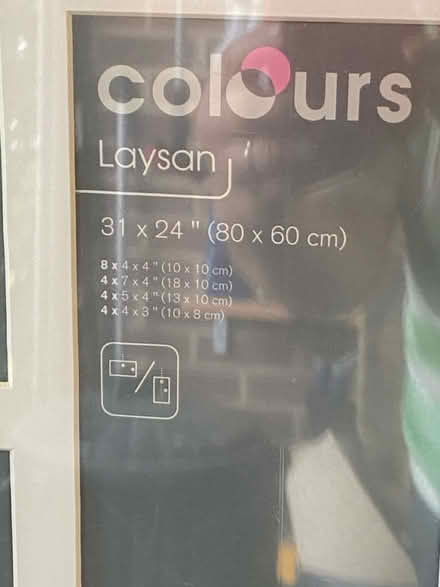 colours
Laysan
31 x 24 " (80 x 60 cm)
8 x 4 x 4 " (10 x 10 cm)
4 x 7 x 4 " (18 x 10 cm)
4 x 5 x 4 " (13 x 10 cm)
4 x 4 x 3 " (10 x 8 cm)